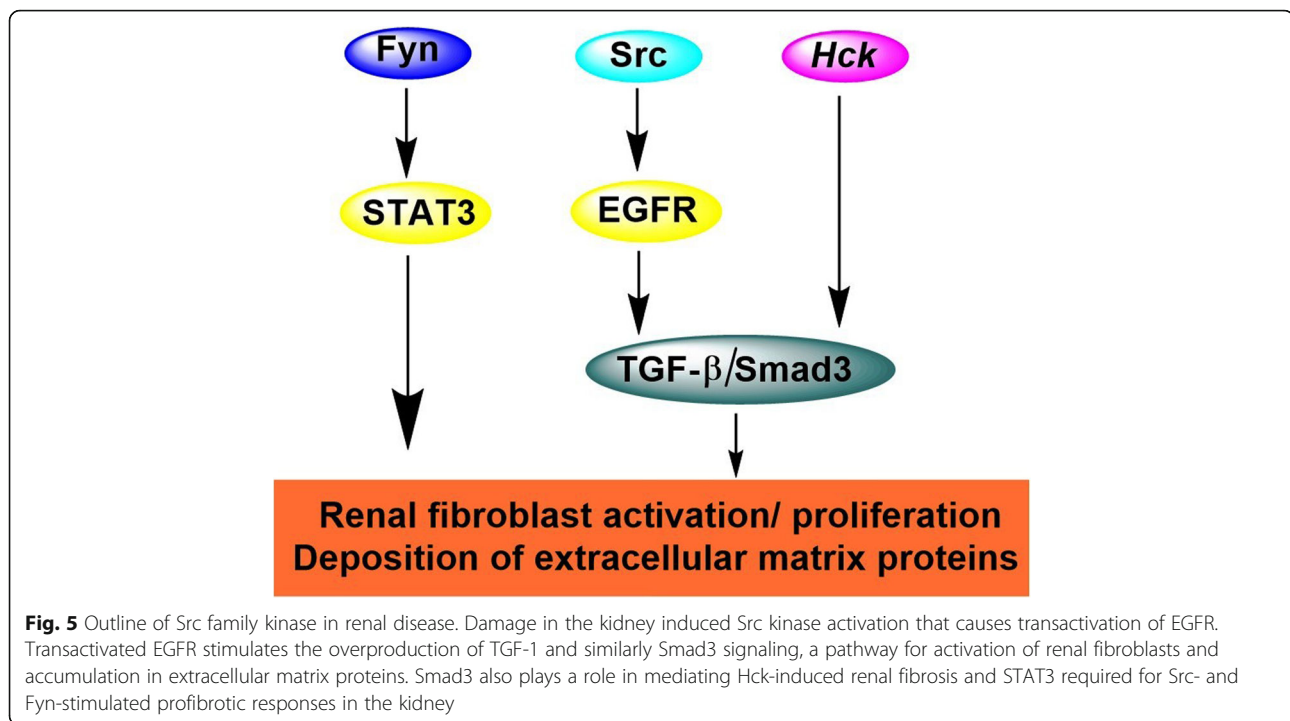 Fyn Src Hck
STAT3 EGFR
TGF-β/Smad3
Renal fibroblast activation/ proliferation
Deposition of extracellular matrix proteins
Fig. 5 Outline of Src family kinase in renal disease. Damage in the kidney induced Src kinase activation that causes transactivation of EGFR.
Transactivated EGFR stimulates the overproduction of TGF-1 and similarly Smad3 signaling, a pathway for activation of renal fibroblasts and
accumulation in extracellular matrix proteins. Smad3 also plays a role in mediating Hck-induced renal fibrosis and STAT3 required for Src- and
Fyn-stimulated profibrotic responses in the kidney